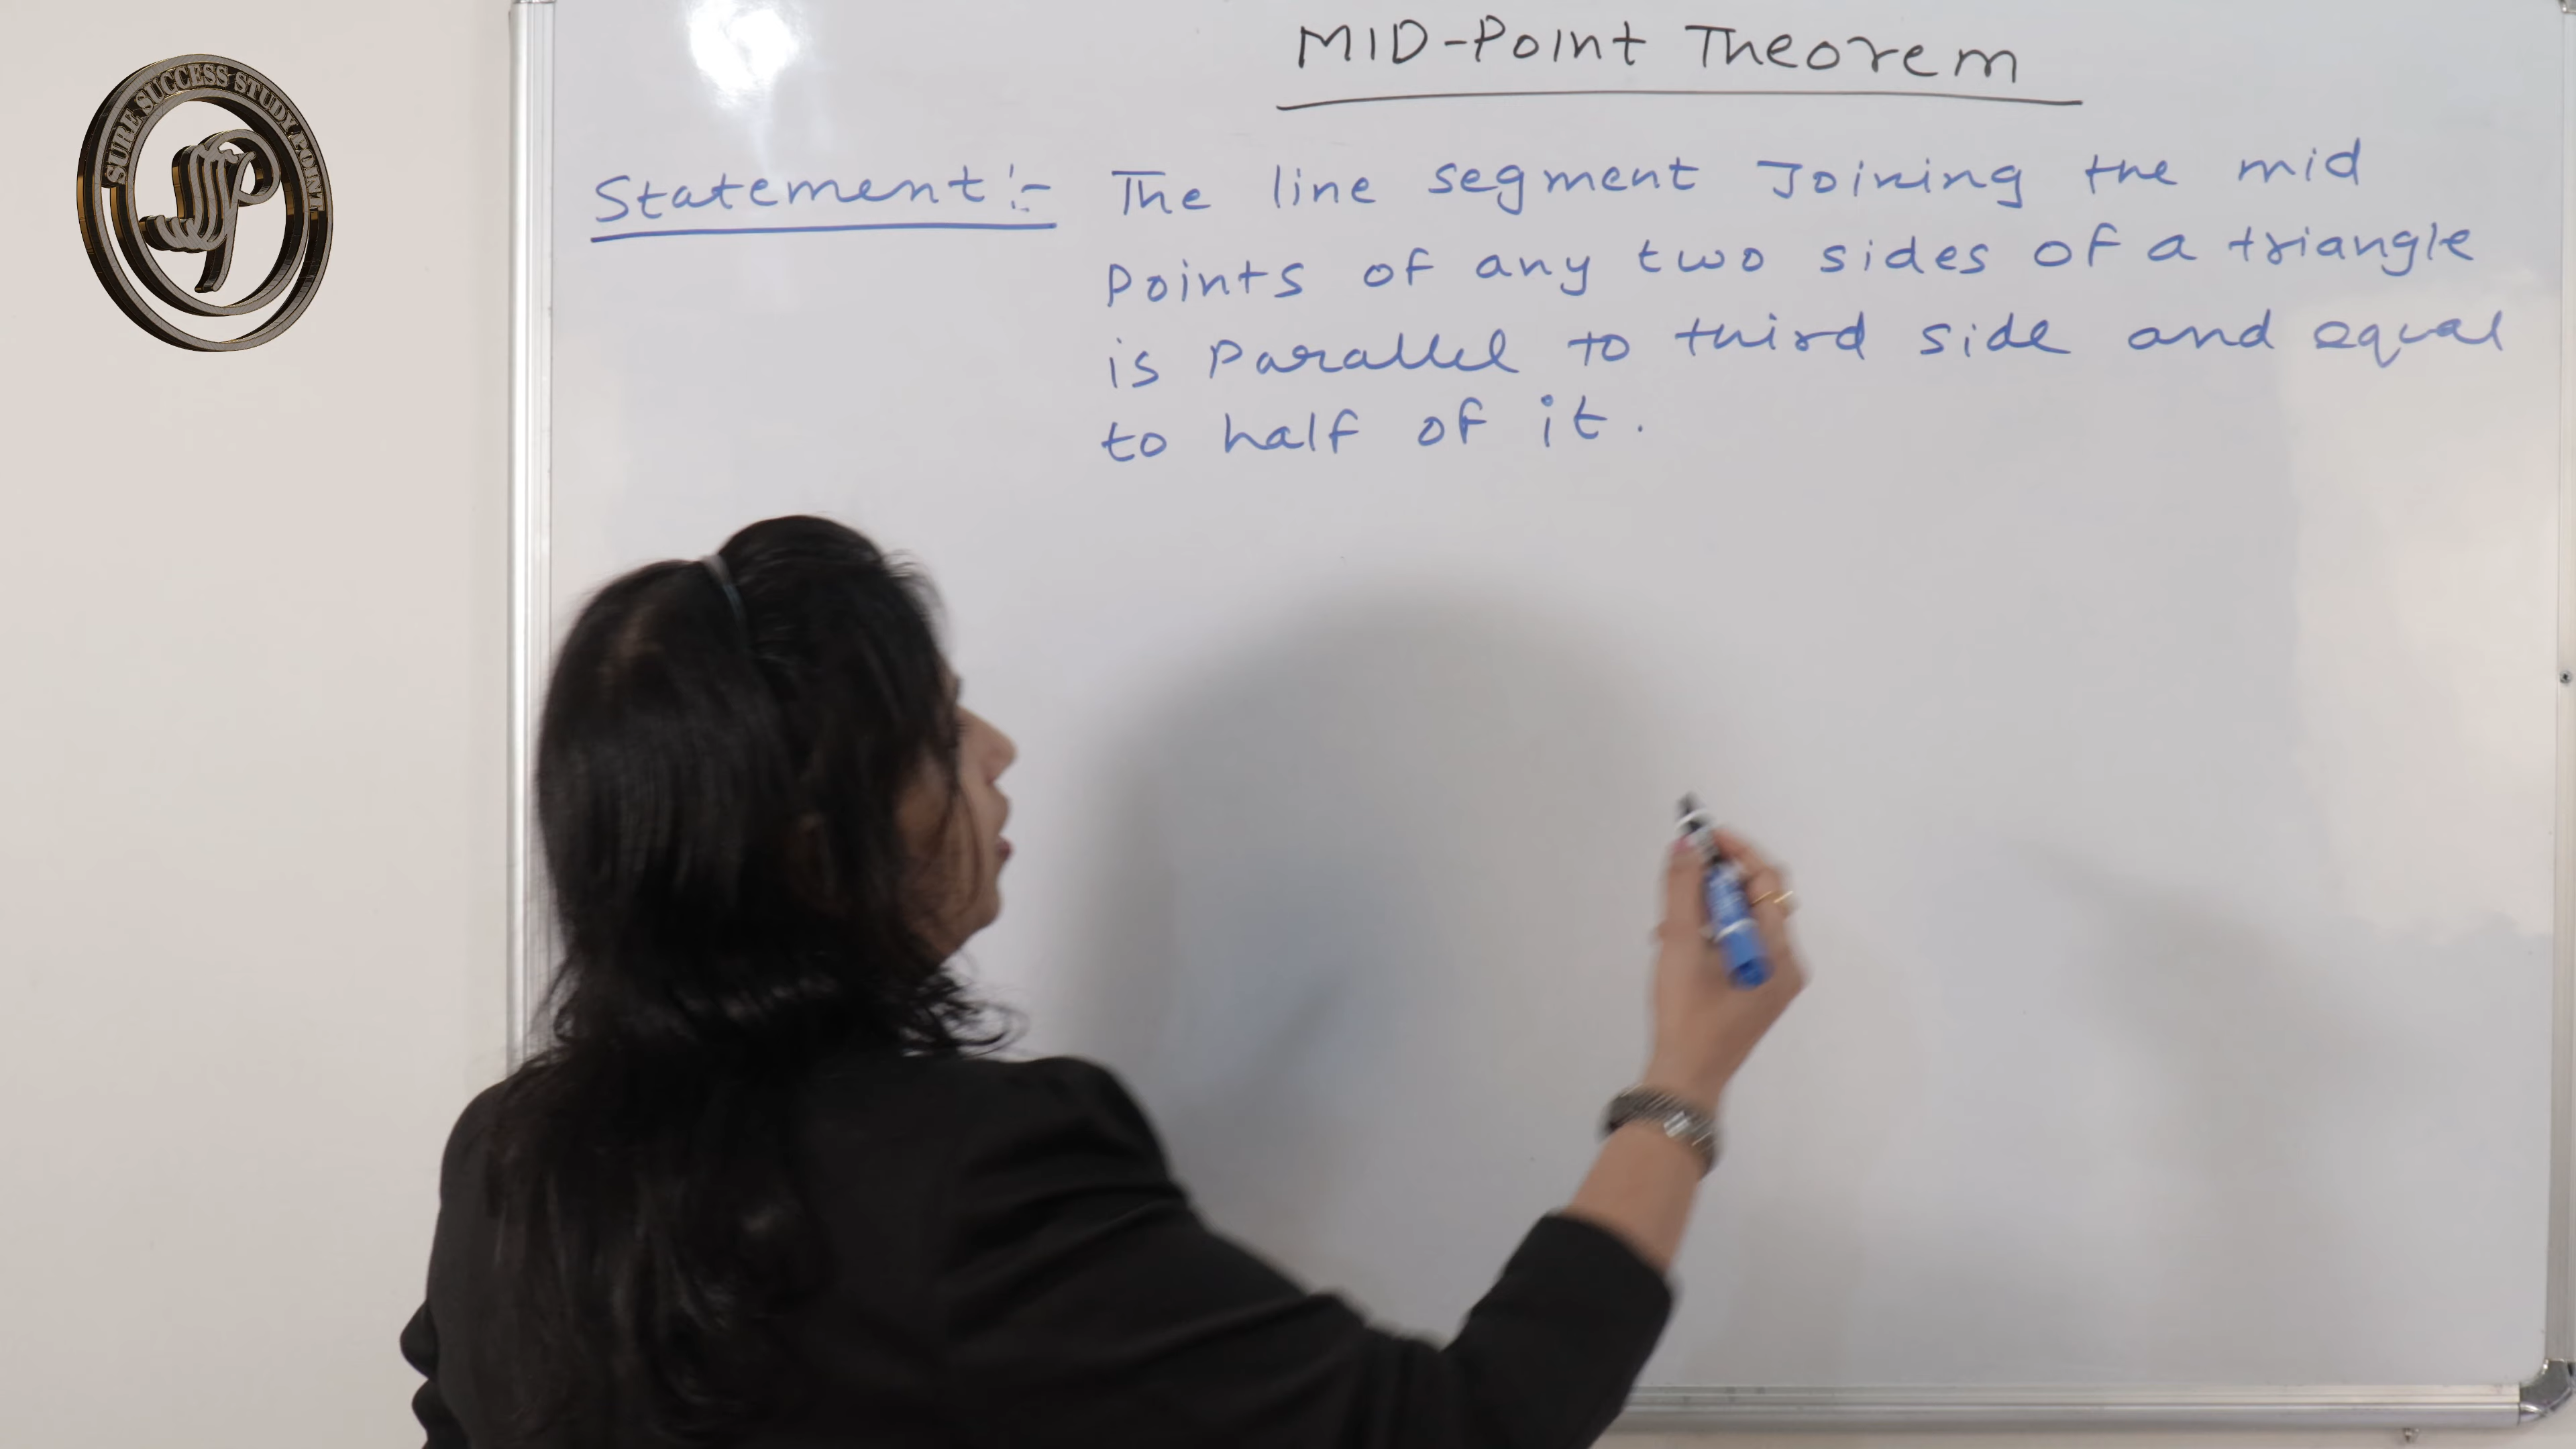 SURE SUCCESS STUDY POINT
MID-Point Theorem
Statement:- The line segment Joining the mid
Points of any two sides of a triangle
is Parallel to third side and equal
to half of it.